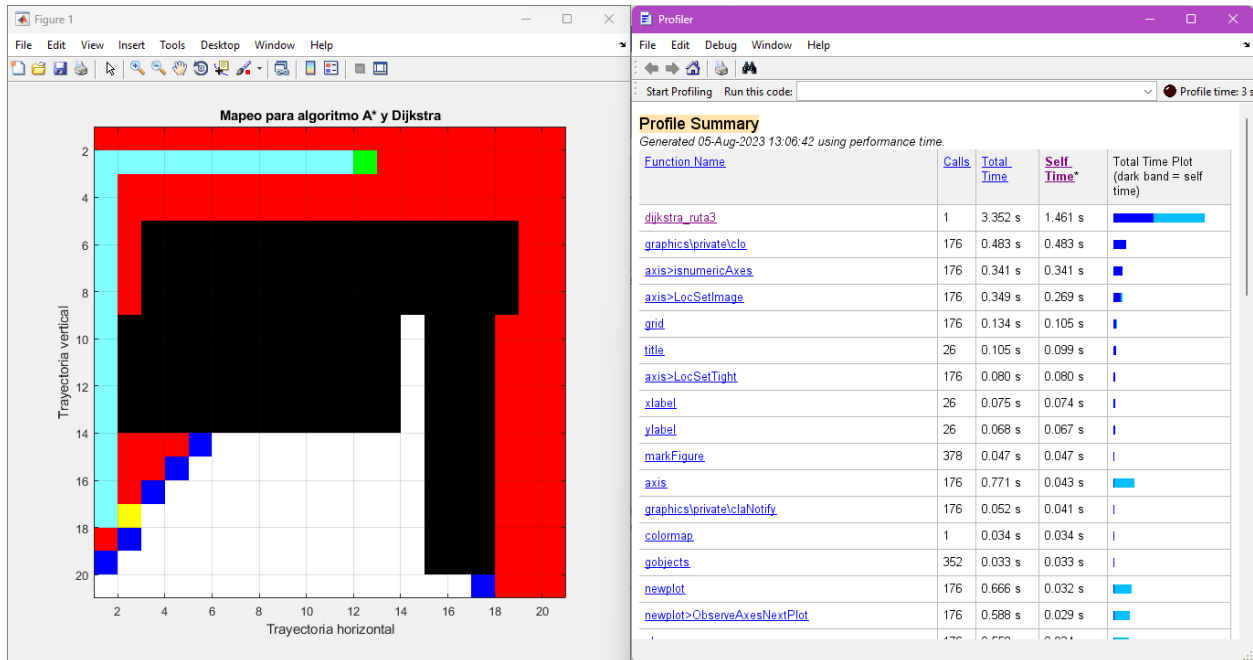 Figure 1
File Edit View Insert Tools Desktop Window Help
Mapeo para algoritmo A* y Dijkstra
2
4
6
8
10
12
14
16
18
20
Trayectoria vertical
2 4 6 8 10 12 14 16 18 20
Trayectoria horizontal
Profiler
File Edit Debug Window Help
Start Profiling Run this code: Profile time: 3 s
Profile Summary
Generated 05-Aug-2023 13:06:42 using performance time.
Function Name Calls Total Time Self Time* Total Time Plot (dark band = self time)
dijkstra_ruta3 1 3.352 s 1.461 s
graphics\private\clo 176 0.483 s 0.483 s
axis>isnumericAxes 176 0.341 s 0.341 s
axis>LocSetImage 176 0.349 s 0.269 s
grid 176 0.134 s 0.105 s
title 26 0.105 s 0.099 s
axis>LocSetTight 176 0.080 s 0.080 s
xlabel 26 0.075 s 0.074 s
ylabel 26 0.068 s 0.067 s
markFigure 378 0.047 s 0.047 s
axis 176 0.771 s 0.043 s
graphics\private\claNotify 176 0.052 s 0.041 s
colormap 1 0.034 s 0.034 s
gobjects 352 0.033 s 0.033 s
newplot 176 0.666 s 0.032 s
newplot>ObserveAxesNextPlot 176 0.588 s 0.029 s